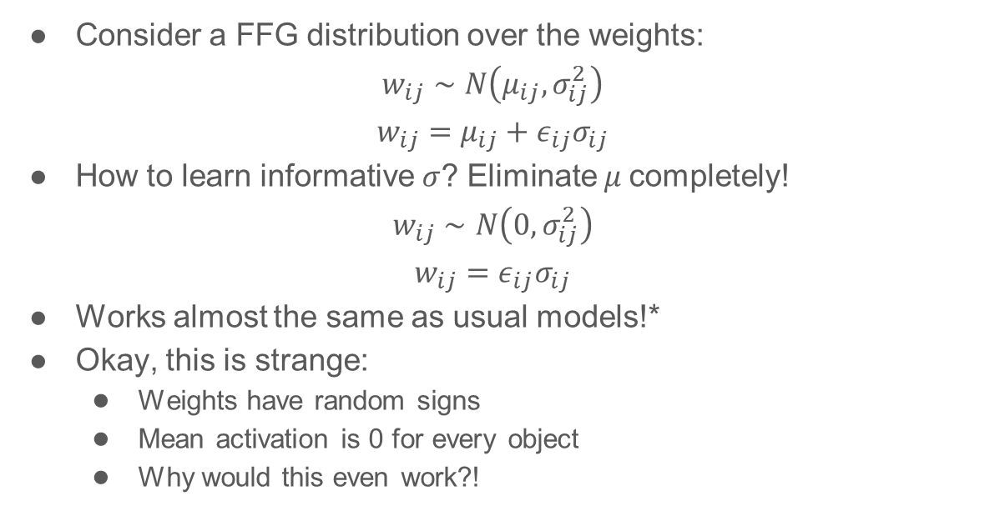 ● Consider a FFG distribution over the weights:
$w_{ij} \sim N(\mu_{ij}, \sigma_{ij}^2)$
$w_{ij} = \mu_{ij} + \epsilon_{ij}\sigma_{ij}$
● How to learn informative $\sigma$? Eliminate $\mu$ completely!
$w_{ij} \sim N(0, \sigma_{ij}^2)$
$w_{ij} = \epsilon_{ij}\sigma_{ij}$
● Works almost the same as usual models!*
● Okay, this is strange:
● Weights have random signs
● Mean activation is 0 for every object
● Why would this even work?!